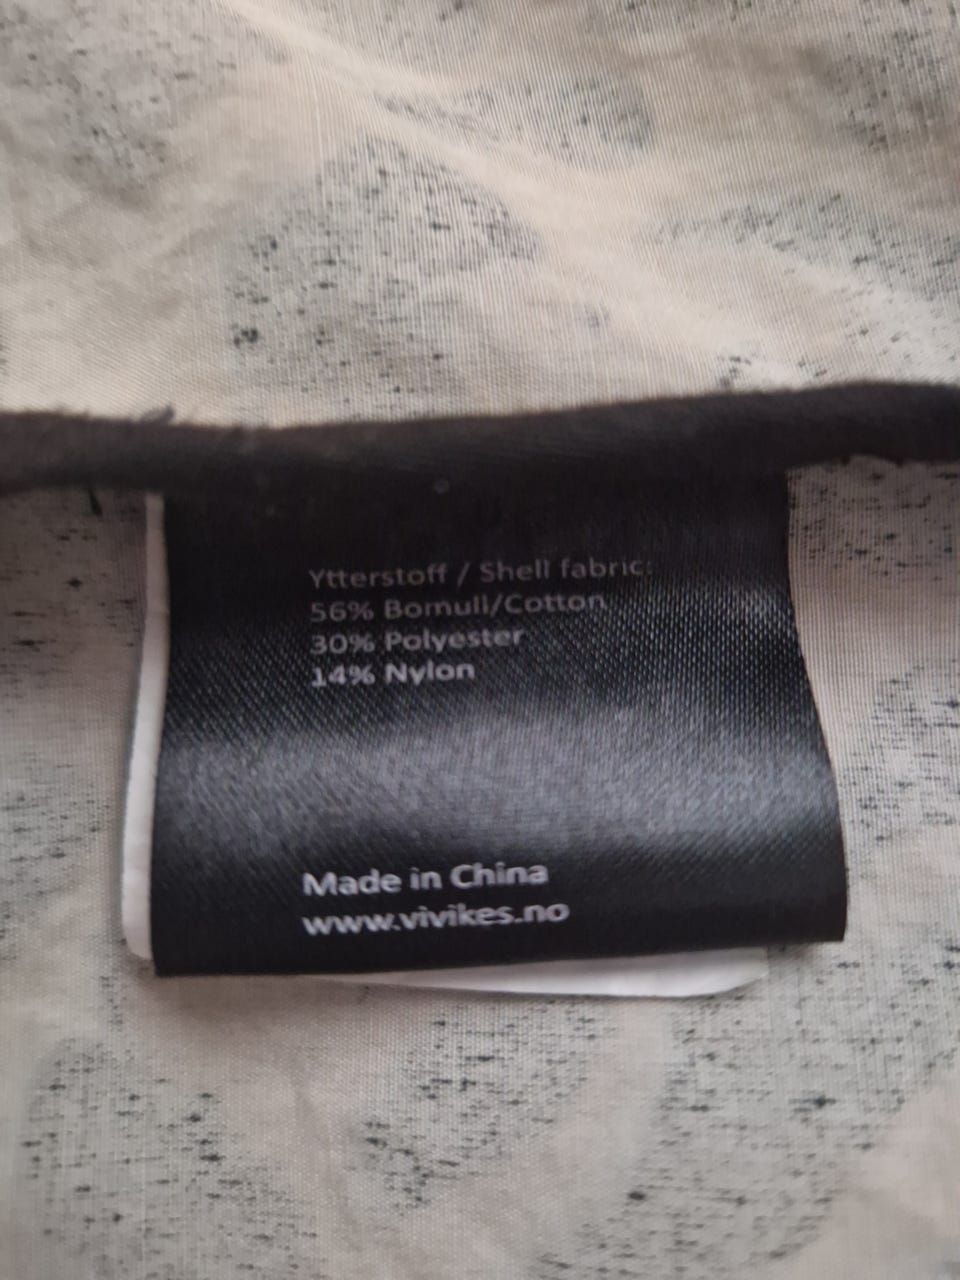 Ytterstoff / Shell fabric:
56% Bomull/Cotton
30% Polyester
14% Nylon
Made in China
www.vivikes.no